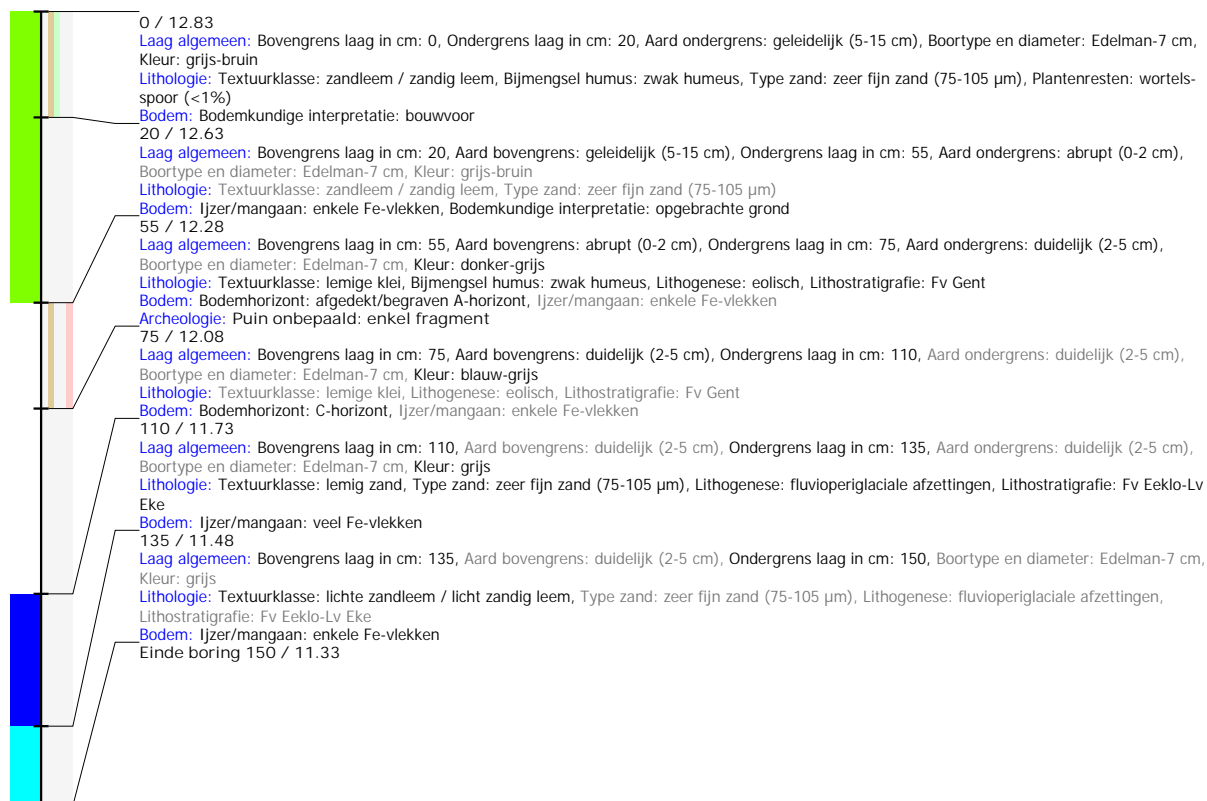 0 / 12.83
Laag algemeen: Bovengrens laag in cm: 0, Ondergrens laag in cm: 20, Aard ondergrens: geleidelijk (5-15 cm), Boortype en diameter: Edelman-7 cm,
Kleur: grijs-bruin
Lithologie: Textuurklasse: zandleem / zandig leem, Bijmengsel humus: zwak humeus, Type zand: zeer fijn zand (75-105 µm), Plantenresten: wortels-
spoor (<1%)
Bodem: Bodemkundige interpretatie: bouwvoor
20 / 12.63
Laag algemeen: Bovengrens laag in cm: 20, Aard bovengrens: geleidelijk (5-15 cm), Ondergrens laag in cm: 55, Aard ondergrens: abrupt (0-2 cm),
Boortype en diameter: Edelman-7 cm, Kleur: grijs-bruin
Lithologie: Textuurklasse: zandleem / zandig leem, Type zand: zeer fijn zand (75-105 µm)
Bodem: Ijzer/mangaan: enkele Fe-vlekken, Bodemkundige interpretatie: opgebrachte grond
55 / 12.28
Laag algemeen: Bovengrens laag in cm: 55, Aard bovengrens: abrupt (0-2 cm), Ondergrens laag in cm: 75, Aard ondergrens: duidelijk (2-5 cm),
Boortype en diameter: Edelman-7 cm, Kleur: donker-grijs
Lithologie: Textuurklasse: lemige klei, Bijmengsel humus: zwak humeus, Lithogenese: eolisch, Lithostratigrafie: Fv Gent
Bodem: Bodemhorizont: afgedekt/begraven A-horizont, Ijzer/mangaan: enkele Fe-vlekken
Archeologie: Puin onbepaald: enkel fragment
75 / 12.08
Laag algemeen: Bovengrens laag in cm: 75, Aard bovengrens: duidelijk (2-5 cm), Ondergrens laag in cm: 110, Aard ondergrens: duidelijk (2-5 cm),
Boortype en diameter: Edelman-7 cm, Kleur: blauw-grijs
Lithologie: Textuurklasse: lemige klei, Lithogenese: eolisch, Lithostratigrafie: Fv Gent
Bodem: Bodemhorizont: C-horizont, Ijzer/mangaan: enkele Fe-vlekken
110 / 11.73
Laag algemeen: Bovengrens laag in cm: 110, Aard bovengrens: duidelijk (2-5 cm), Ondergrens laag in cm: 135, Aard ondergrens: duidelijk (2-5 cm),
Boortype en diameter: Edelman-7 cm, Kleur: grijs
Lithologie: Textuurklasse: lemig zand, Type zand: zeer fijn zand (75-105 µm), Lithogenese: fluvioperiglaciale afzettingen, Lithostratigrafie: Fv Eeklo-Lv
Eke
Bodem: Ijzer/mangaan: veel Fe-vlekken
135 / 11.48
Laag algemeen: Bovengrens laag in cm: 135, Aard bovengrens: duidelijk (2-5 cm), Ondergrens laag in cm: 150, Boortype en diameter: Edelman-7 cm,
Kleur: grijs
Lithologie: Textuurklasse: lichte zandleem / licht zandig leem, Type zand: zeer fijn zand (75-105 µm), Lithogenese: fluvioperiglaciale afzettingen,
Lithostratigrafie: Fv Eeklo-Lv Eke
Bodem: Ijzer/mangaan: enkele Fe-vlekken
Einde boring 150 / 11.33